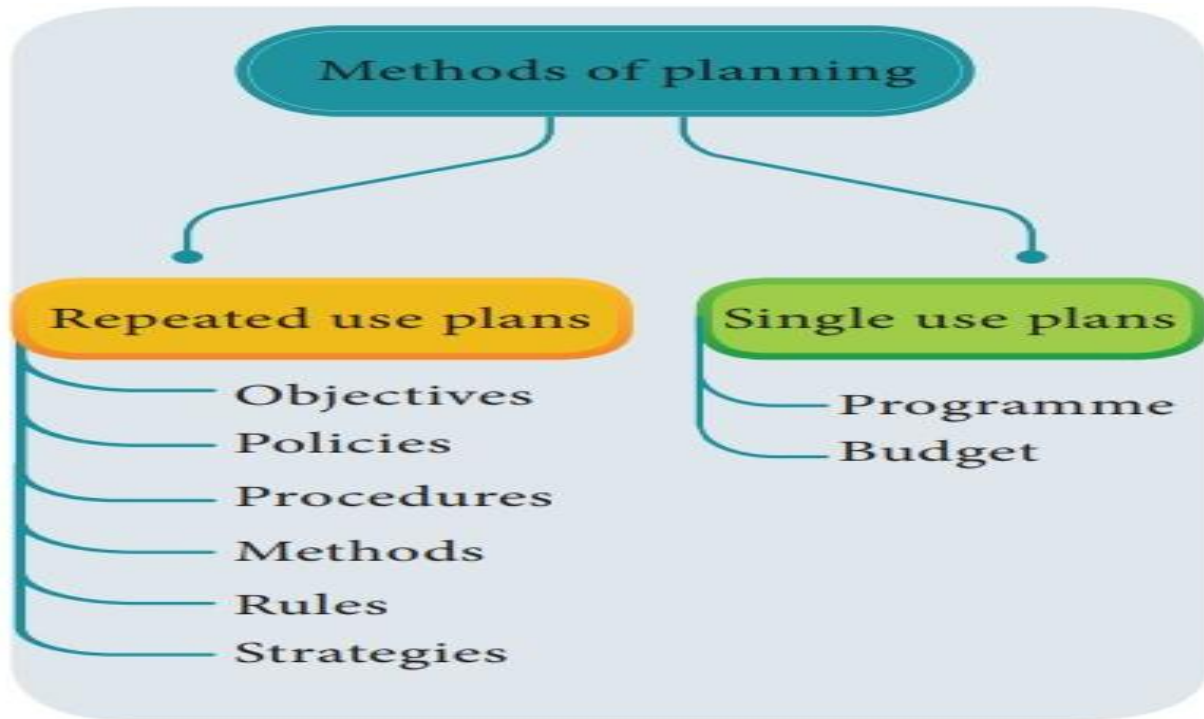 Methods of planning
Repeated use plans
Objectives
Policies
Procedures
Methods
Rules
Strategies
Single use plans
Programme
Budget